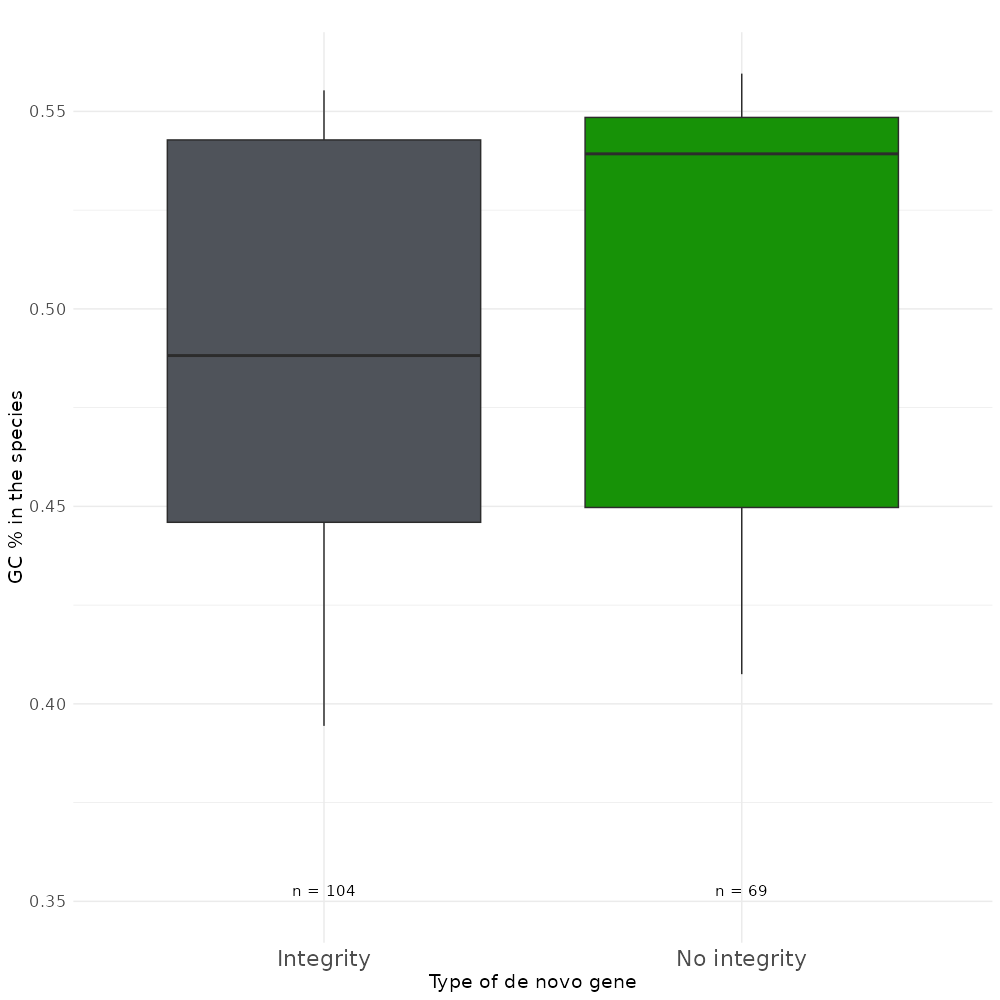 GC % in the species
0.55
0.50
0.45
0.40
0.35
n = 104
n = 69
Integrity
No integrity
Type of de novo gene